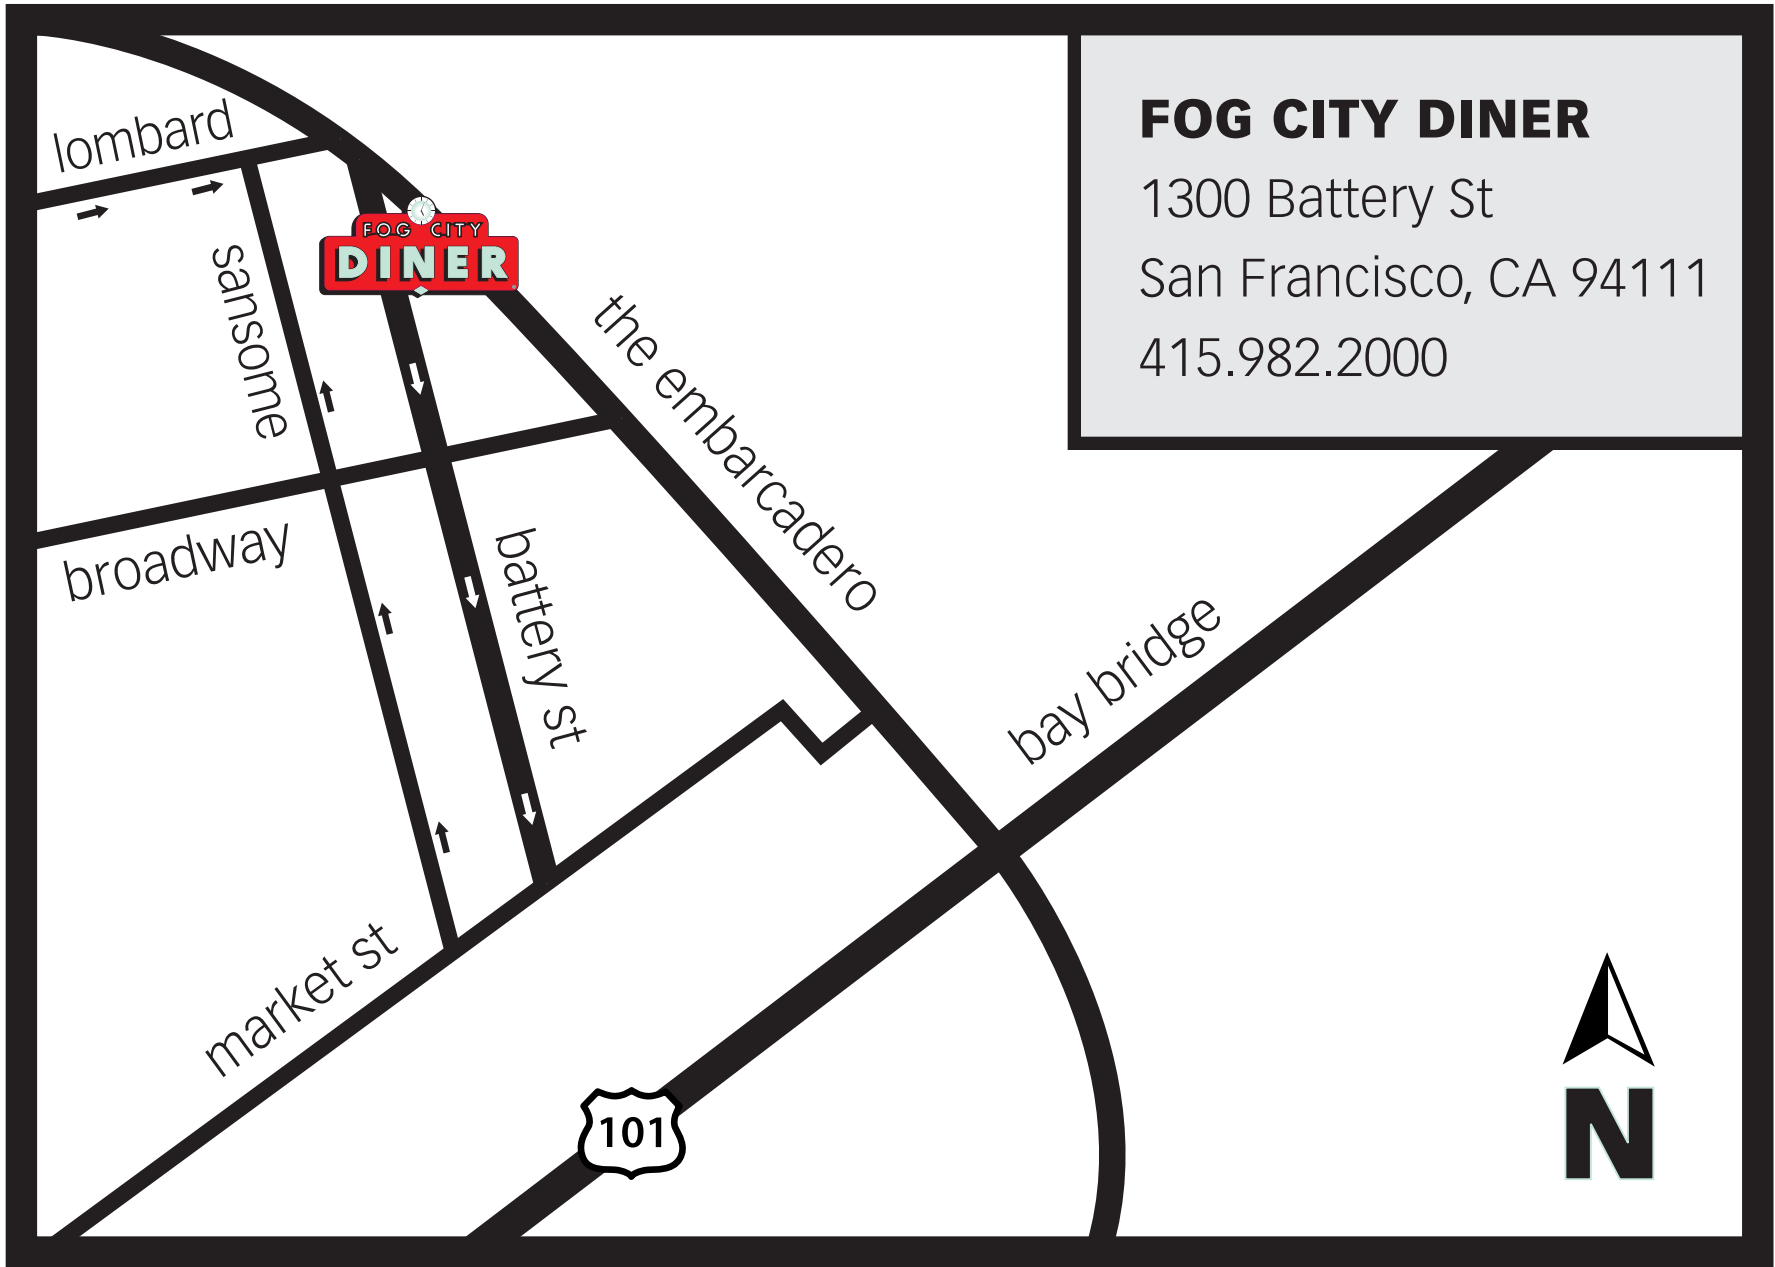 FOG CITY DINER
1300 Battery St
San Francisco, CA 94111
415.982.2000
lombard
FOG CITY
DINER
sansome
the embarcadero
broadway
battery st
bay bridge
market st
101
N